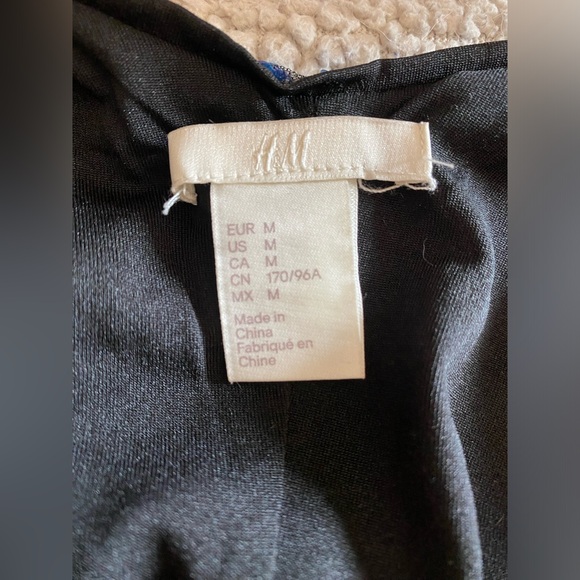 H&M
EUR M
US M
CA M
CN 170/96A
MX M
Made in
China
Fabriqué en
Chine